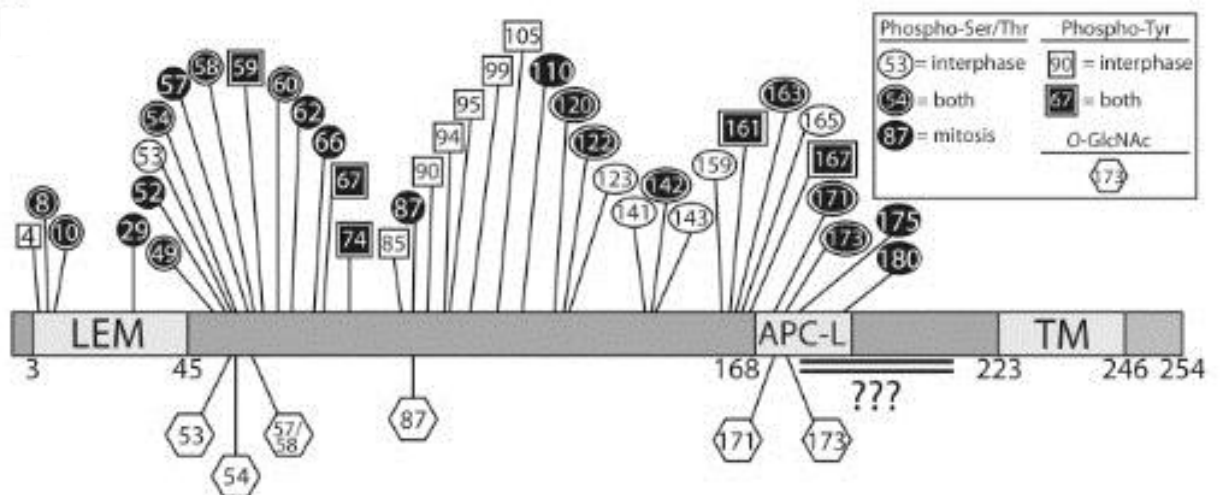 Phospho-Ser/Thr Phospho-Tyr
53 = interphase 90 = interphase
54 = both 67 = both
87 = mitosis O-GlcNAc
173
105
99
110
58 59 60
57 62 95 120
54 66 94 122
53 67 90 123
52 87 141 142 143
8 4 10 29 49 74 85
159 161 163 165
167
171
173 175
180
LEM APC-L TM
3 45 168 223 246 254
???
53 54 57/58 87 171 173